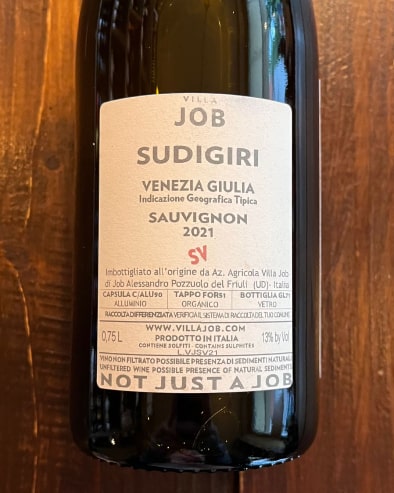 VILLA
JOB
SUDIGIRI
VENEZIA GIULIA
Indicazione Geografica Tipica
SAUVIGNON
2021
SV
Imbottigliato all'origine da Az. Agricola Villa Job
di Job Alessandro Pozzuolo del Friuli (UD)- Italia
CAPSULA C/ALU90 TAPPO FOR51 BOTTIGLIA GL71
ALLUMINIO ORGANICO VETRO
RACCOLTA DIFFERENZIATA VERIFICA IL SISTEMA DI RACCOLTA DEL TUO COMUNE
WWW.VILLAJOB.COM
0,75 L PRODOTTO IN ITALIA 13% by Vol
CONTIENE SOLFITI - CONTAINS SULPHITES
L.VJSV21
VINO NON FILTRATO POSSIBILE PRESENZA DI SEDIMENTI NATURALI
UNFILTERED WINE POSSIBLE PRESENCE OF NATURAL SEDIMENTS
NOT JUST A JOB